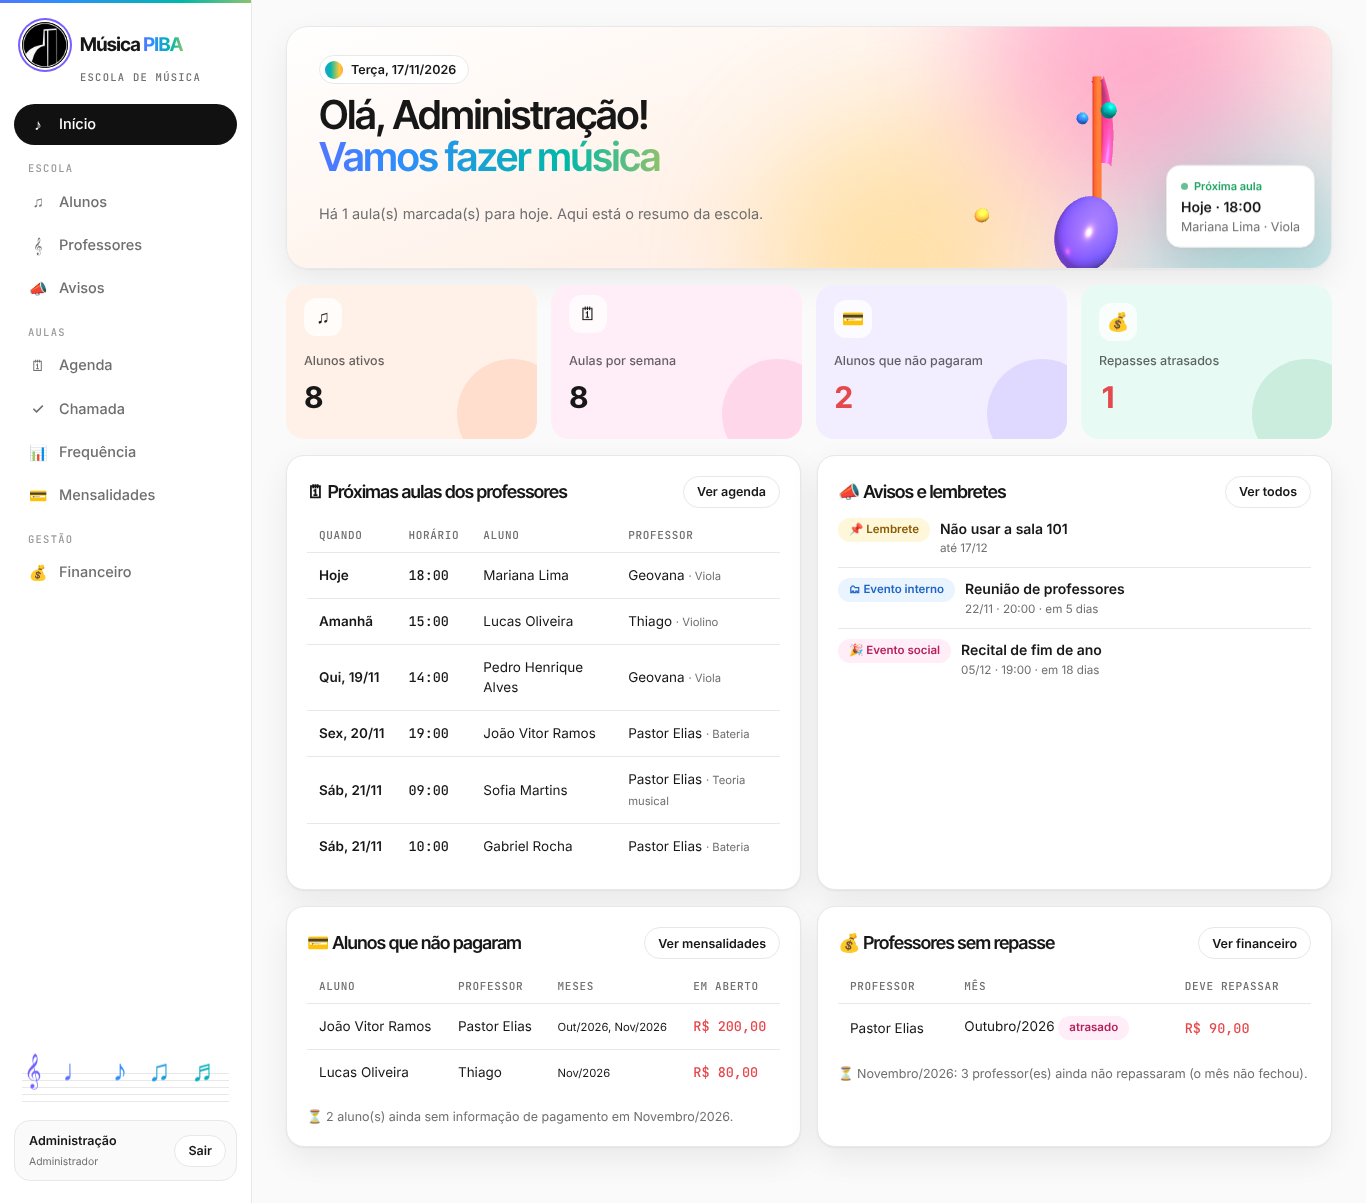 Música PIBA
ESCOLA DE MÚSICA
Início
ESCOLA
Alunos
Professores
Avisos
AULAS
Agenda
Chamada
Frequência
Mensalidades
GESTÃO
Financeiro
Administração
Administrador
Sair
Terça, 17/11/2026
Olá, Administração!
Vamos fazer música
Há 1 aula(s) marcada(s) para hoje. Aqui está o resumo da escola.
Próxima aula
Hoje · 18:00
Mariana Lima · Viola
Alunos ativos
8
Aulas por semana
8
Alunos que não pagaram
2
Repasses atrasados
1
Próximas aulas dos professores
Ver agenda
QUANDO HORÁRIO ALUNO PROFESSOR
Hoje 18:00 Mariana Lima Geovana · Viola
Amanhã 15:00 Lucas Oliveira Thiago · Violino
Qui, 19/11 14:00 Pedro Henrique Alves Geovana · Viola
Sex, 20/11 19:00 João Vitor Ramos Pastor Elias · Bateria
Sáb, 21/11 09:00 Sofia Martins Pastor Elias · Teoria musical
Sáb, 21/11 10:00 Gabriel Rocha Pastor Elias · Bateria
Avisos e lembretes
Ver todos
Lembrete Não usar a sala 101
até 17/12
Evento interno Reunião de professores
22/11 · 20:00 · em 5 dias
Evento social Recital de fim de ano
05/12 · 19:00 · em 18 dias
Alunos que não pagaram
Ver mensalidades
ALUNO PROFESSOR MESES EM ABERTO
João Vitor Ramos Pastor Elias Out/2026, Nov/2026 R$ 200,00
Lucas Oliveira Thiago Nov/2026 R$ 80,00
2 aluno(s) ainda sem informação de pagamento em Novembro/2026.
Professores sem repasse
Ver financeiro
PROFESSOR MÊS DEVE REPASSAR
Pastor Elias Outubro/2026 atrasado R$ 90,00
Novembro/2026: 3 professor(es) ainda não repassaram (o mês não fechou).